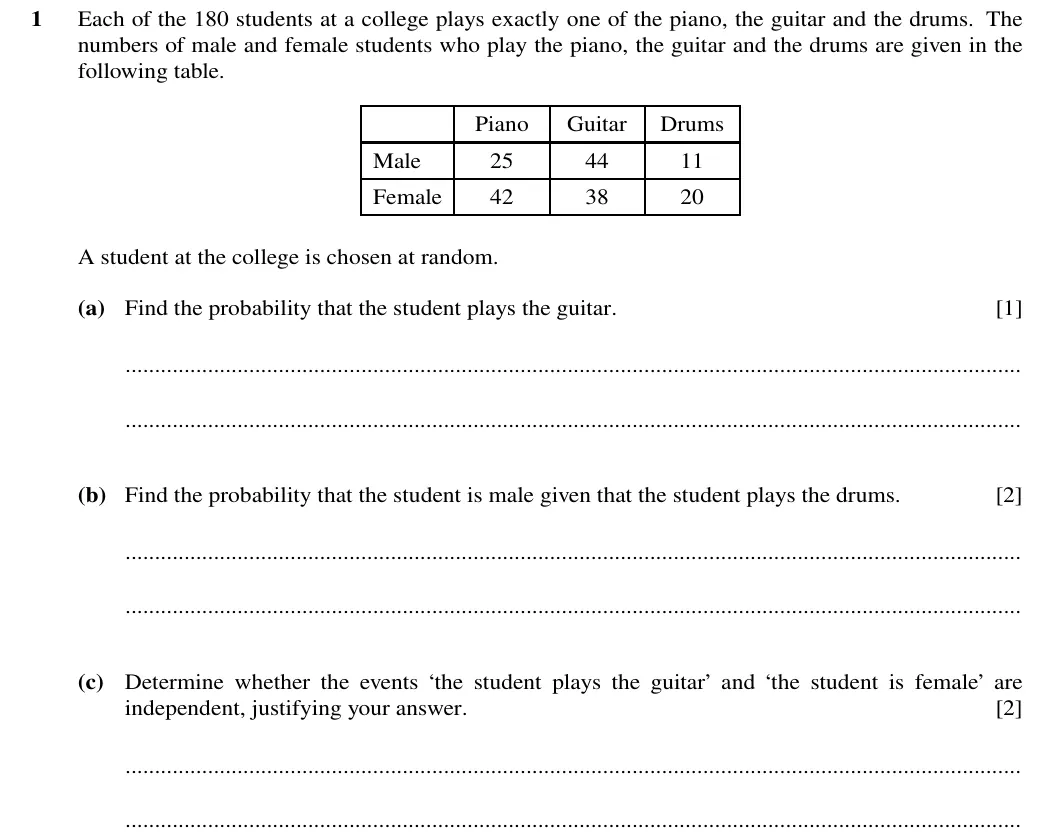 1 Each of the 180 students at a college plays exactly one of the piano, the guitar and the drums. The
numbers of male and female students who play the piano, the guitar and the drums are given in the
following table.
Piano Guitar Drums
Male 25 44 11
Female 42 38 20
A student at the college is chosen at random.
(a) Find the probability that the student plays the guitar. [1]
(b) Find the probability that the student is male given that the student plays the drums. [2]
(c) Determine whether the events ‘the student plays the guitar’ and ‘the student is female’ are
independent, justifying your answer. [2]